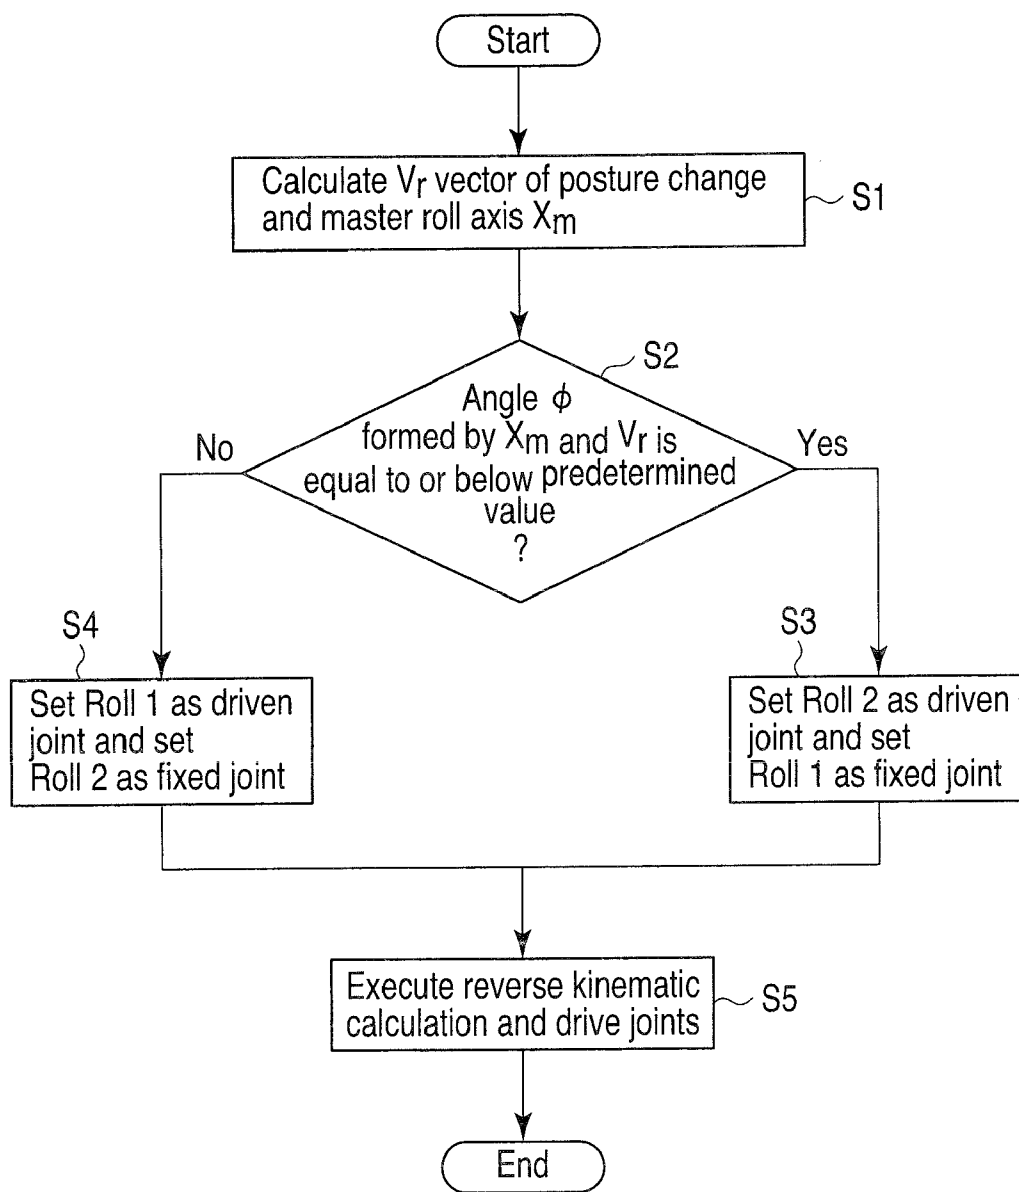 Start
Calculate Vr vector of posture change
and master roll axis Xm
S1
S2
Angle ϕ
formed by Xm and Vr is
equal to or below predetermined
value
?
No
Yes
S4
Set Roll 1 as driven
joint and set
Roll 2 as fixed joint
S3
Set Roll 2 as driven
joint and set
Roll 1 as fixed joint
Execute reverse kinematic
calculation and drive joints
S5
End